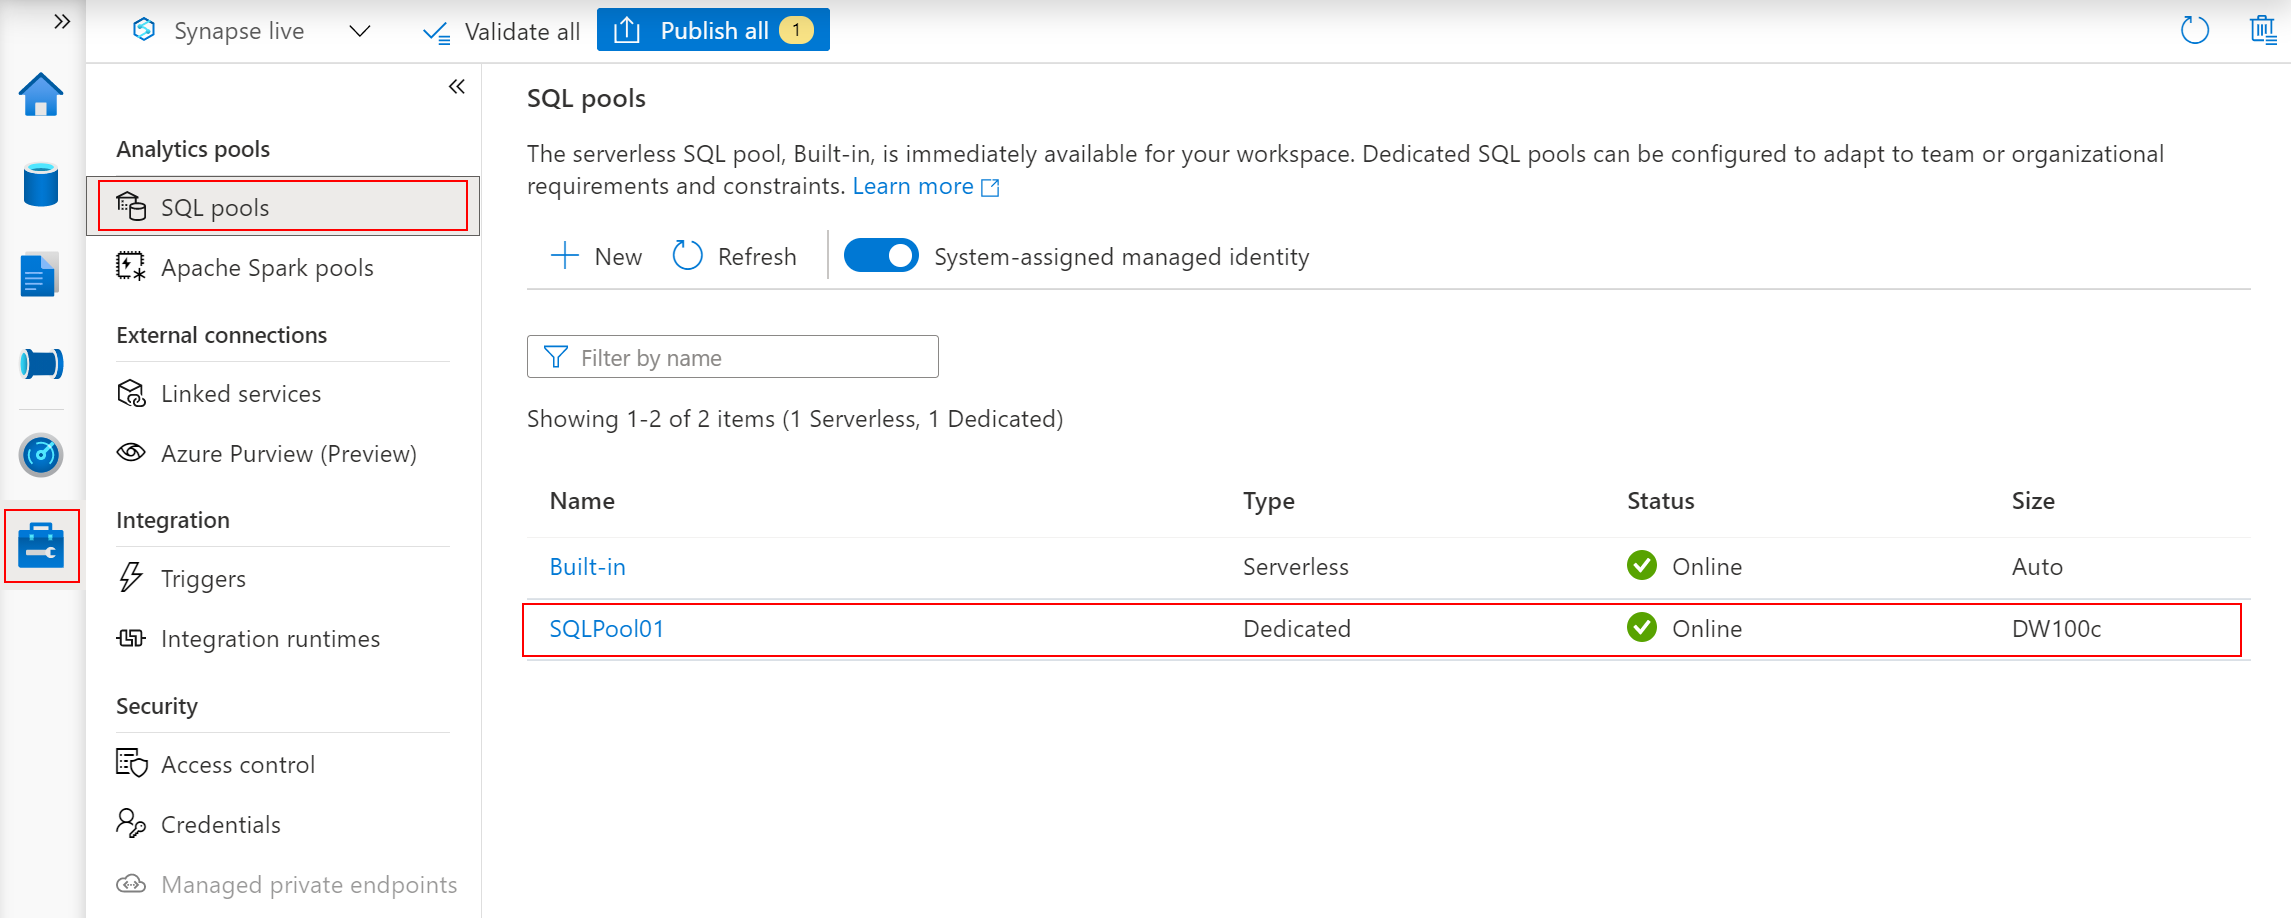 Synapse live
Validate all
Publish all 1
Analytics pools
SQL pools
Apache Spark pools
External connections
Linked services
Azure Purview (Preview)
Integration
Triggers
Integration runtimes
Security
Access control
Credentials
Managed private endpoints
SQL pools
The serverless SQL pool, Built-in, is immediately available for your workspace. Dedicated SQL pools can be configured to adapt to team or organizational
requirements and constraints. Learn more
New Refresh System-assigned managed identity
Filter by name
Showing 1-2 of 2 items (1 Serverless, 1 Dedicated)
Name Type Status Size
Built-in Serverless Online Auto
SQLPool01 Dedicated Online DW100c